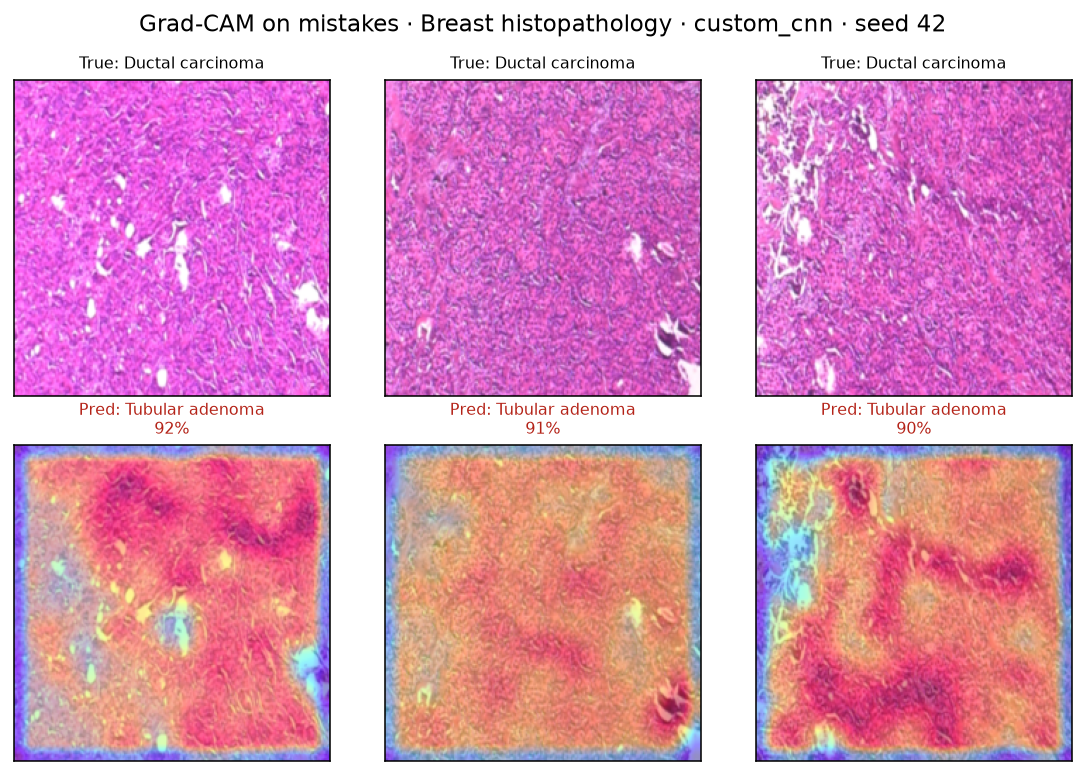 Grad-CAM on mistakes · Breast histopathology · custom_cnn · seed 42
True: Ductal carcinoma
True: Ductal carcinoma
True: Ductal carcinoma
Pred: Tubular adenoma
92%
Pred: Tubular adenoma
91%
Pred: Tubular adenoma
90%